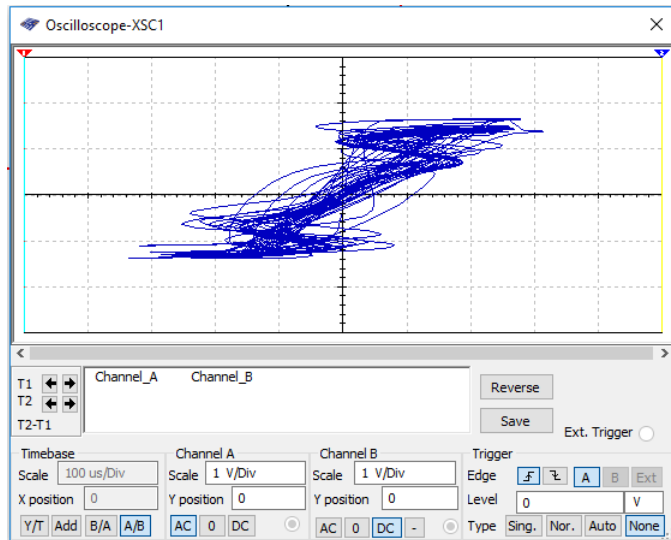 Oscilloscope-XSC1
1 2
Channel_A Channel_B
T1
T2
T2-T1
Reverse
Save
Ext. Trigger
Timebase
Scale 100 us/Div
X position 0
Y/T Add B/A A/B
Channel A
Scale 1 V/Div
Y position 0
AC 0 DC
Channel B
Scale 1 V/Div
Y position 0
AC 0 DC -
Trigger
Edge A B Ext
Level 0 V
Type Sing. Nor. Auto None